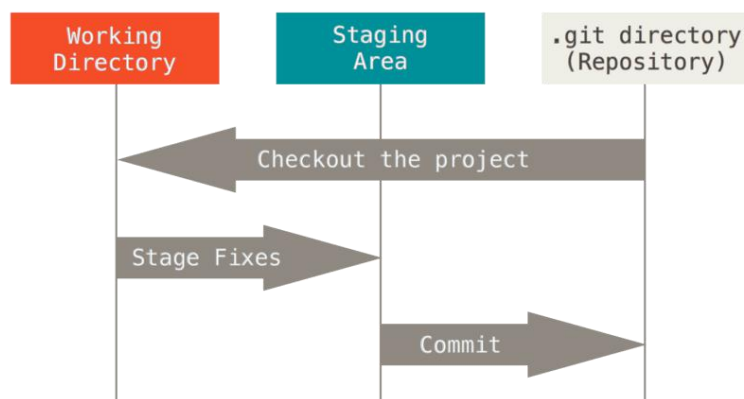 Working
Directory
Staging
Area
.git directory
(Repository)
Checkout the project
Stage Fixes
Commit